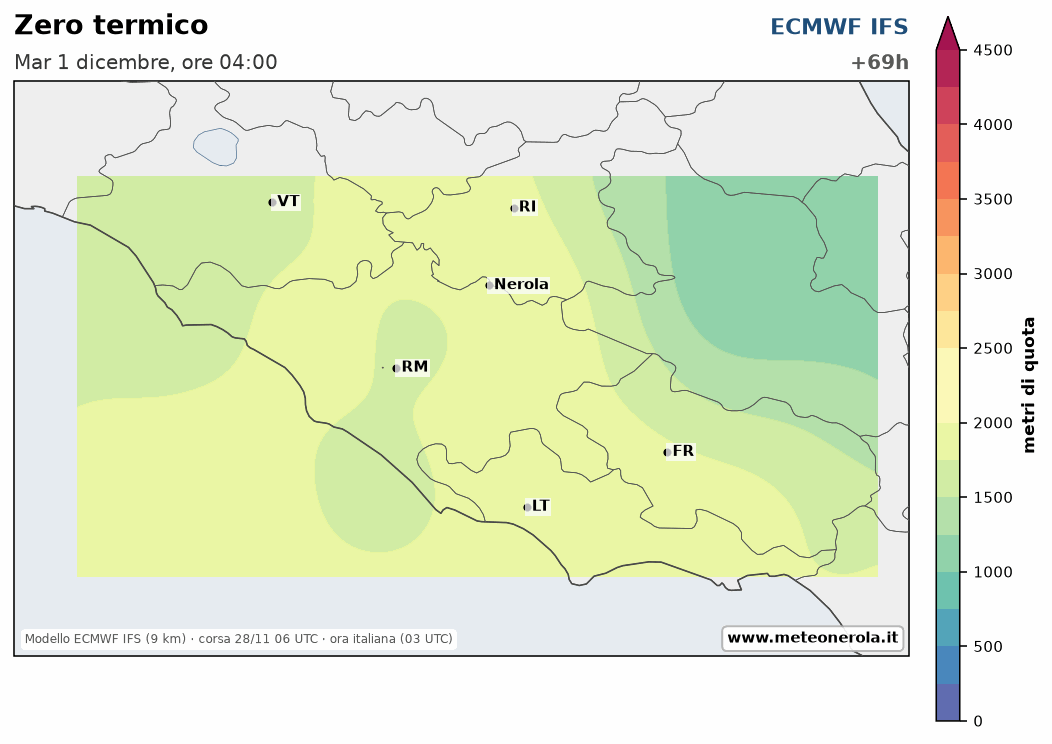 Zero termico
ECMWF IFS
Mar 1 dicembre, ore 04:00
+69h
4500
4000
3500
3000
2500
2000
1500
1000
500
0
metri di quota
VT
RI
Nerola
RM
FR
LT
Modello ECMWF IFS (9 km) · corsa 28/11 06 UTC · ora italiana (03 UTC)
www.meteonerola.it